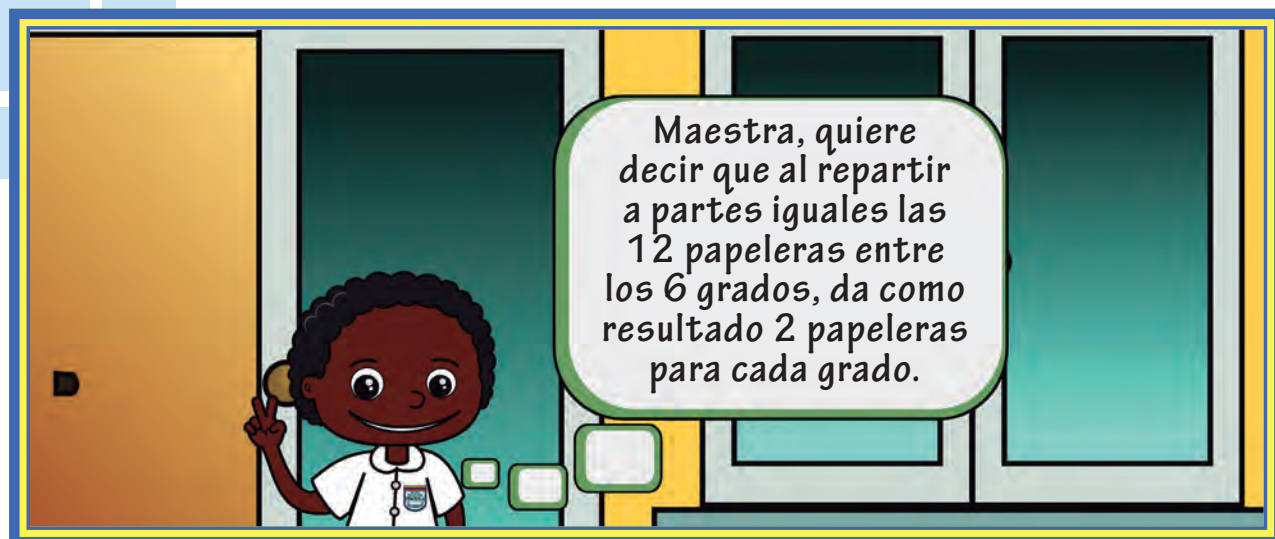 Maestra, quiere
decir que al repartir
a partes iguales las
12 papeleras entre
los 6 grados, da como
resultado 2 papeleras
para cada grado.